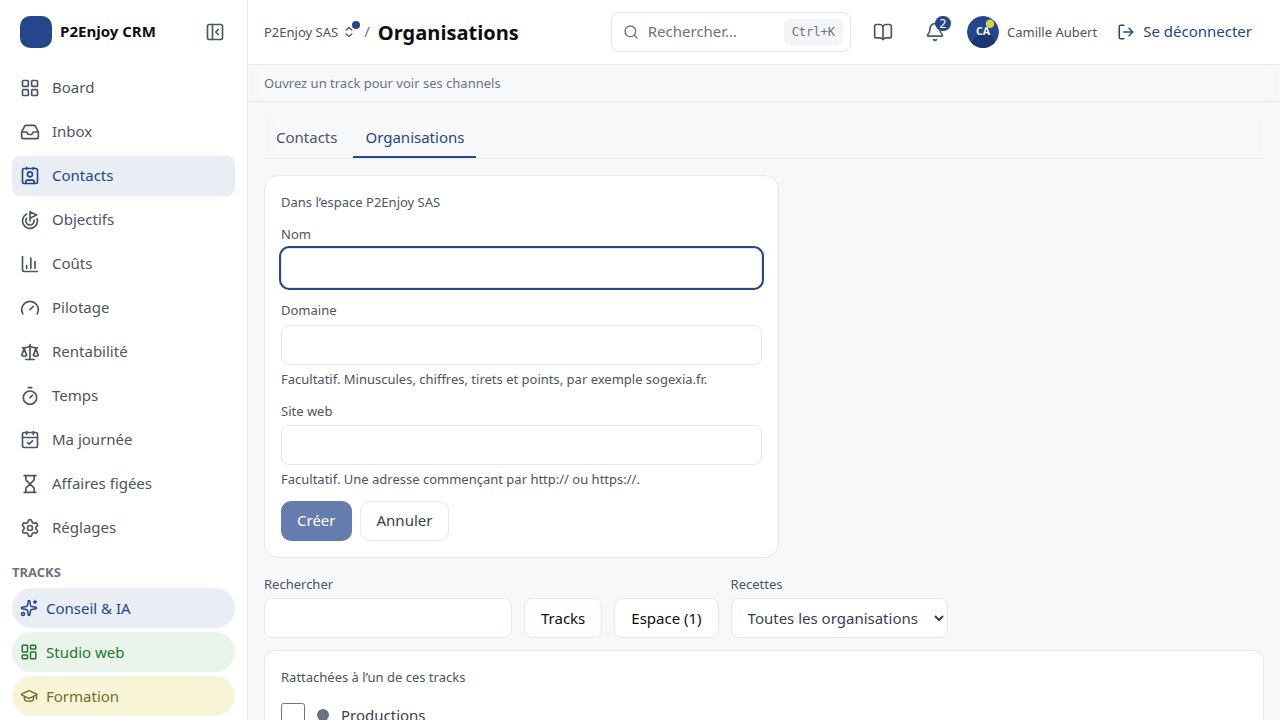 P2Enjoy CRM
Board
Inbox
Contacts
Objectifs
Coûts
Pilotage
Rentabilité
Temps
Ma journée
Affaires figées
Réglages
TRACKS
Conseil & IA
Studio web
Formation
P2Enjoy SAS / Organisations
Rechercher... Ctrl+K
2
CA Camille Aubert
Se déconnecter
Ouvrez un track pour voir ses channels
Contacts Organisations
Dans l'espace P2Enjoy SAS
Nom
Domaine
Facultatif. Minuscules, chiffres, tirets et points, par exemple sogexia.fr.
Site web
Facultatif. Une adresse commençant par http:// ou https://.
Créer Annuler
Rechercher Recettes
Tracks Espace (1) Toutes les organisations
Rattachées à l'un de ces tracks
Productions